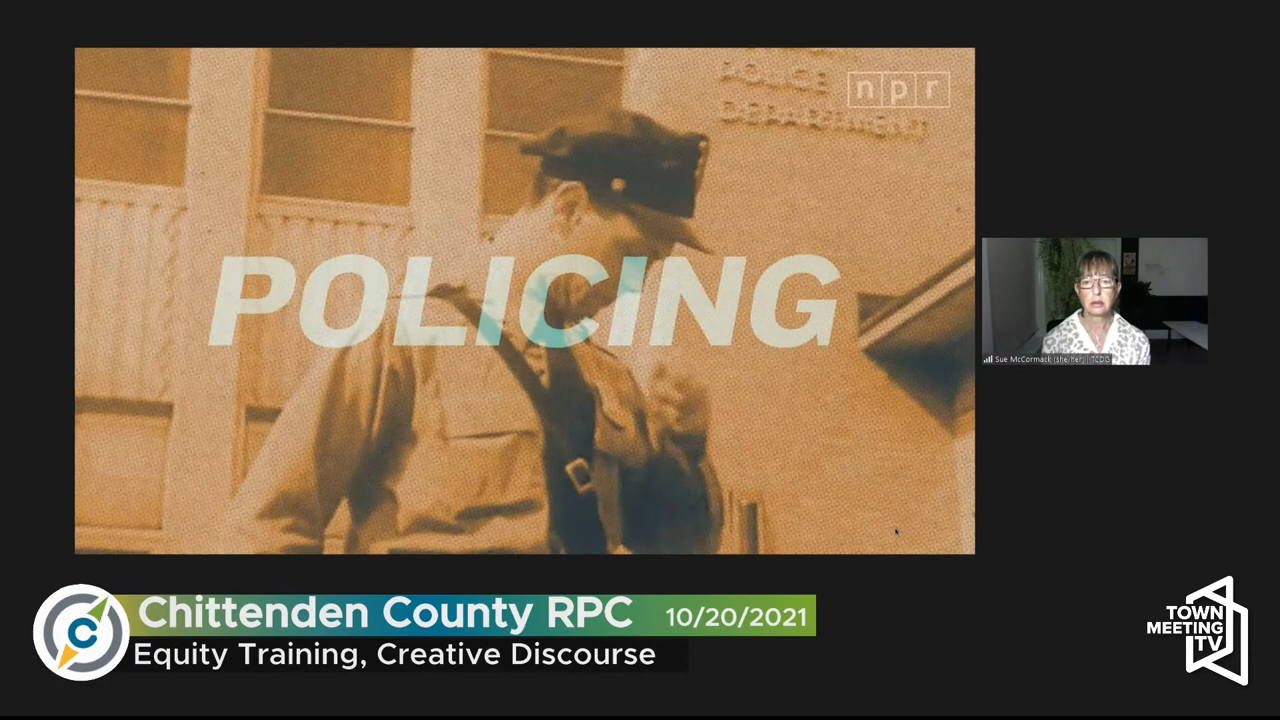 POLICE
DEPARTMENT
npr
POLICING
Sue McCormack (she/her)
Chittenden County RPC 10/20/2021
Equity Training, Creative Discourse
C
TOWN
MEETING
TV